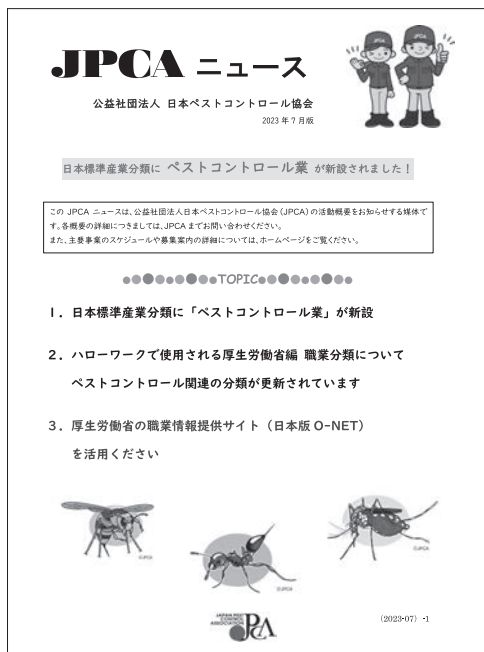 JPCA ニュース
公益社団法人 日本ペストコントロール協会
2023年7月版
日本標準産業分類に ペストコントロール業 が新設されました！
この JPCA ニュースは、公益社団法人日本ペストコントロール協会（JPCA）の活動概要をお知らせする媒体で
す。各概要の詳細につきましては、JPCAまでお問い合わせください。
また、主要事業のスケジュールや募集案内の詳細については、ホームページをご覧ください。
TOPIC
1．日本標準産業分類に「ペストコントロール業」が新設
2．ハローワークで使用される厚生労働省編 職業分類について
ペストコントロール関連の分類が更新されています
3．厚生労働省の職業情報提供サイト（日本版 O-NET）
を活用ください
©JPCA
©JPCA
©JPCA
JAPAN PEST
CONTROL
ASSOCIATION
JPCA
(2023-07) -1